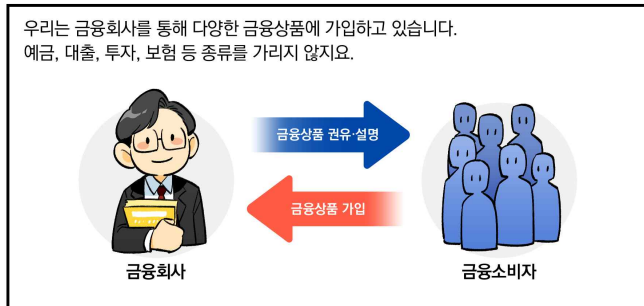 우리는 금융회사를 통해 다양한 금융상품에 가입하고 있습니다.
예금, 대출, 투자, 보험 등 종류를 가리지 않지요.
금융상품 권유·설명
금융상품 가입
금융회사
금융소비자